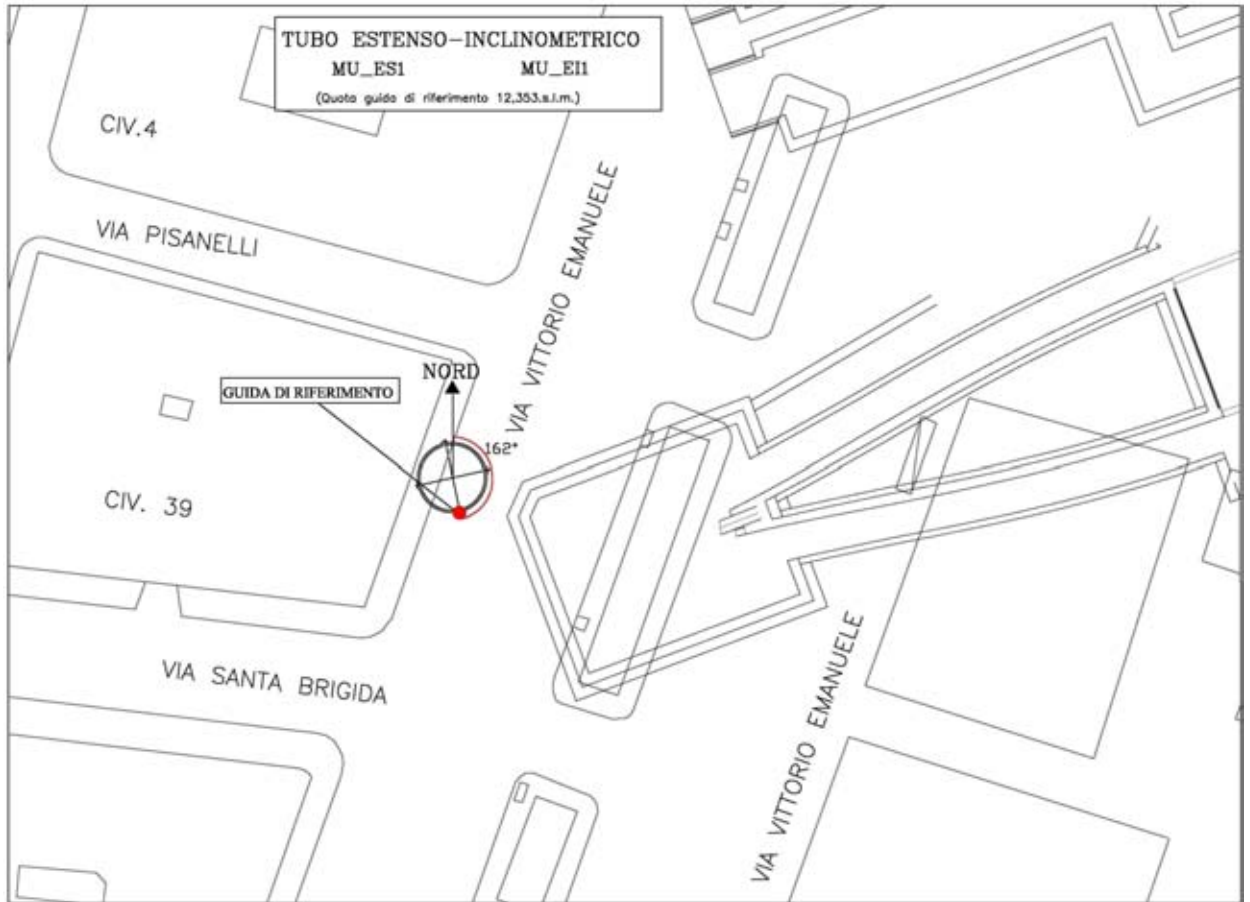 TUBO ESTENSO-INCLINOMETRICO
MU_ES1 MU_EI1
(Quota guida di riferimento 12,353.s.l.m.)
CIV.4
VIA PISANELLI
VIA VITTORIO EMANUELE
NORD
GUIDA DI RIFERIMENTO
162°
CIV. 39
VIA SANTA BRIGIDA
VIA VITTORIO EMANUELE